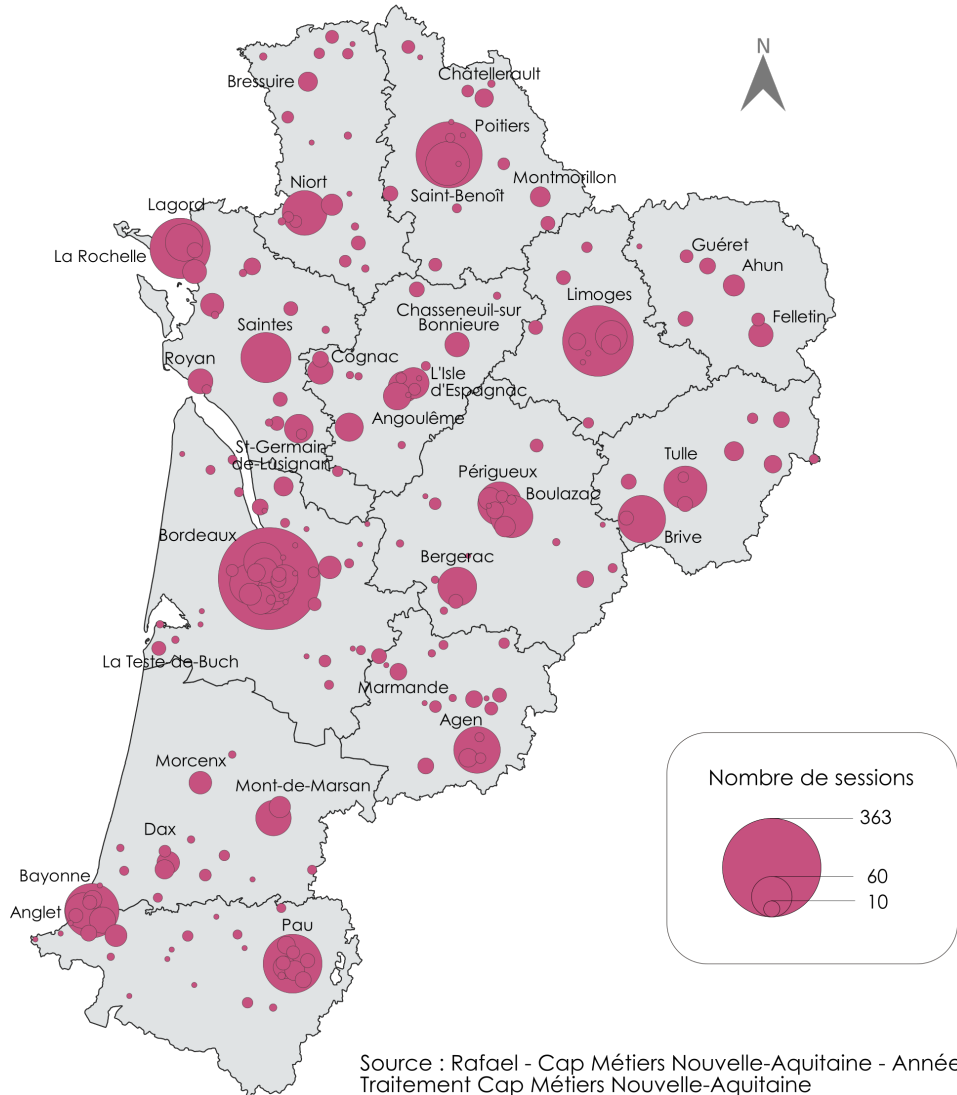 N
Châtellerault
Bressuire
Poitiers
Saint-Benoît
Montmorillon
Niort
Lagord
La Rochelle
Guéret
Ahun
Limoges
Chasseneuil-sur
Bonnieure
Felletin
Saintes
Cognac
Royan
L'Isle
d'Espagnac
Angoulême
St-Germain
de-Lusignan
Périgueux
Boulazac
Tulle
Brive
Bordeaux
Bergerac
La Teste-de-Buch
Marmande
Agen
Morcenx
Mont-de-Marsan
Dax
Bayonne
Anglet
Pau
Nombre de sessions
363
60
10
Source : Rafael - Cap Métiers Nouvelle-Aquitaine - Année
Traitement Cap Métiers Nouvelle-Aquitaine